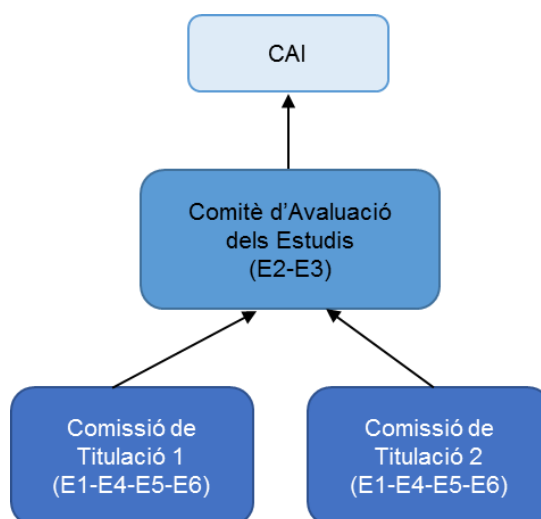 CAI
Comitè d'Avaluació
dels Estudis
(E2-E3)
Comissió de
Titulació 1
(E1-E4-E5-E6)
Comissió de
Titulació 2
(E1-E4-E5-E6)